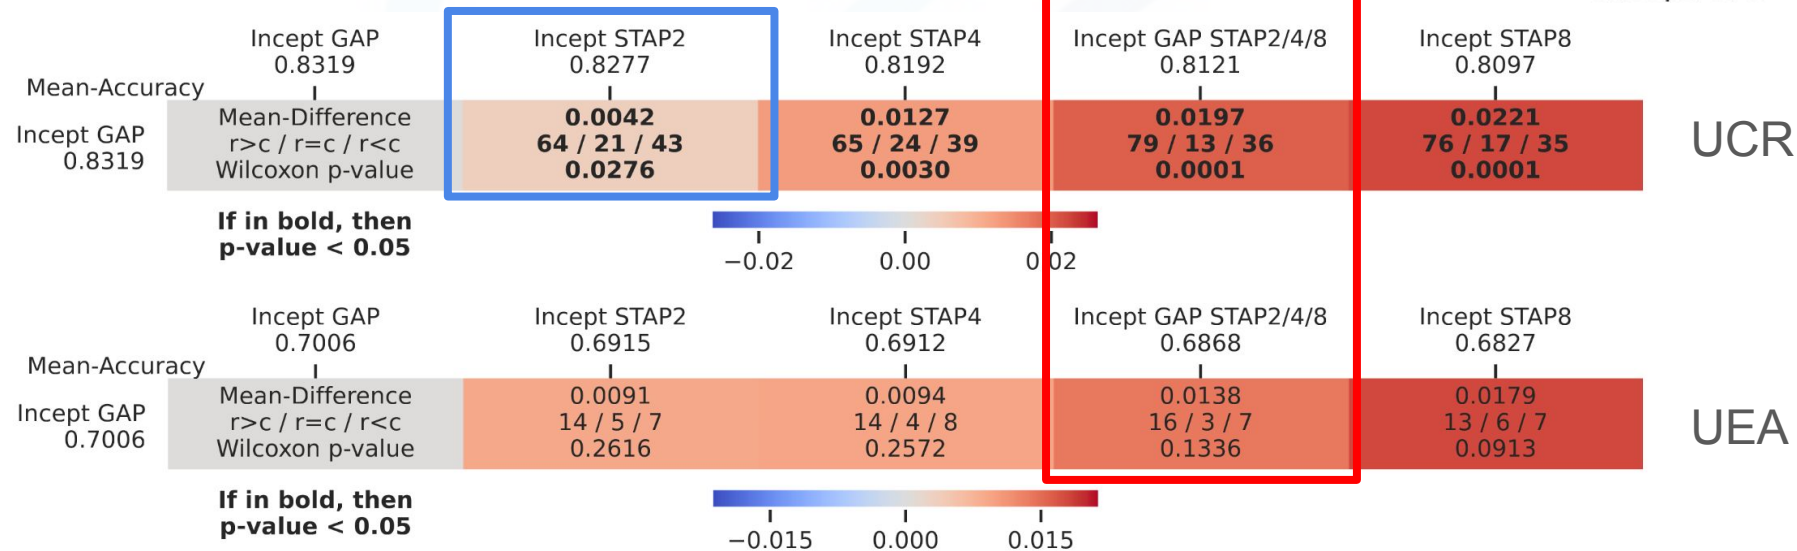 Incept GAP Incept STAP2 Incept STAP4 Incept GAP STAP2/4/8 Incept STAP8
0.8319 0.8277 0.8192 0.8121 0.8097
Mean-Accuracy
Mean-Difference 0.0042 0.0127 0.0197 0.0221
Incept GAP r>c / r=c / r<c 64 / 21 / 43 65 / 24 / 39 79 / 13 / 36 76 / 17 / 35 UCR
0.8319 Wilcoxon p-value 0.0276 0.0030 0.0001 0.0001
If in bold, then
p-value < 0.05
−0.02 0.00 0.02
Incept GAP Incept STAP2 Incept STAP4 Incept GAP STAP2/4/8 Incept STAP8
0.7006 0.6915 0.6912 0.6868 0.6827
Mean-Accuracy
Mean-Difference 0.0091 0.0094 0.0138 0.0179
Incept GAP r>c / r=c / r<c 14 / 5 / 7 14 / 4 / 8 16 / 3 / 7 13 / 6 / 7 UEA
0.7006 Wilcoxon p-value 0.2616 0.2572 0.1336 0.0913
If in bold, then
p-value < 0.05
−0.015 0.000 0.015